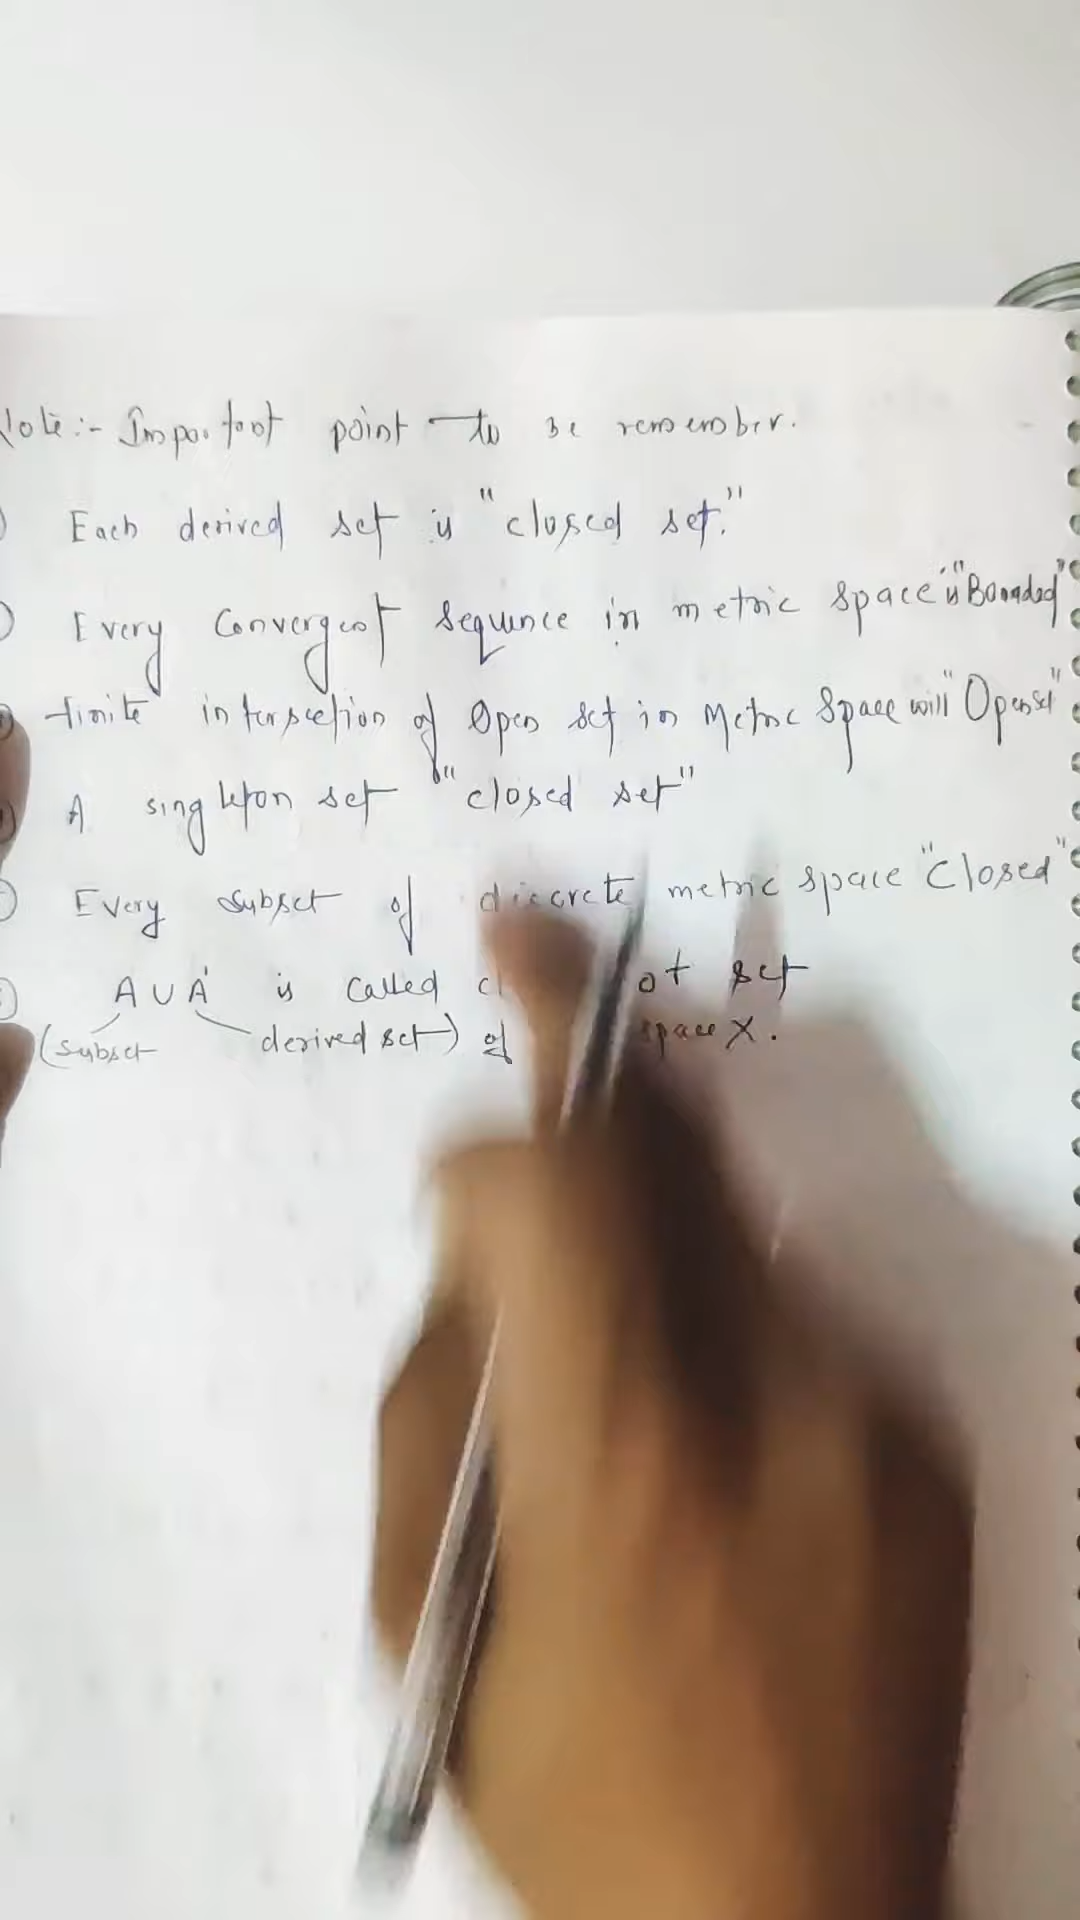 Note:- Important point to be remember.
Each derived set is "closed set."
Every Convergent sequence in metric space is "Bounded"
finite intersection of Open set in Metric Space will "Open set"
A singleton set "closed set"
Every subset of discrete metric space "Closed"
A U A' is called of set
(subset derived set) of space X.